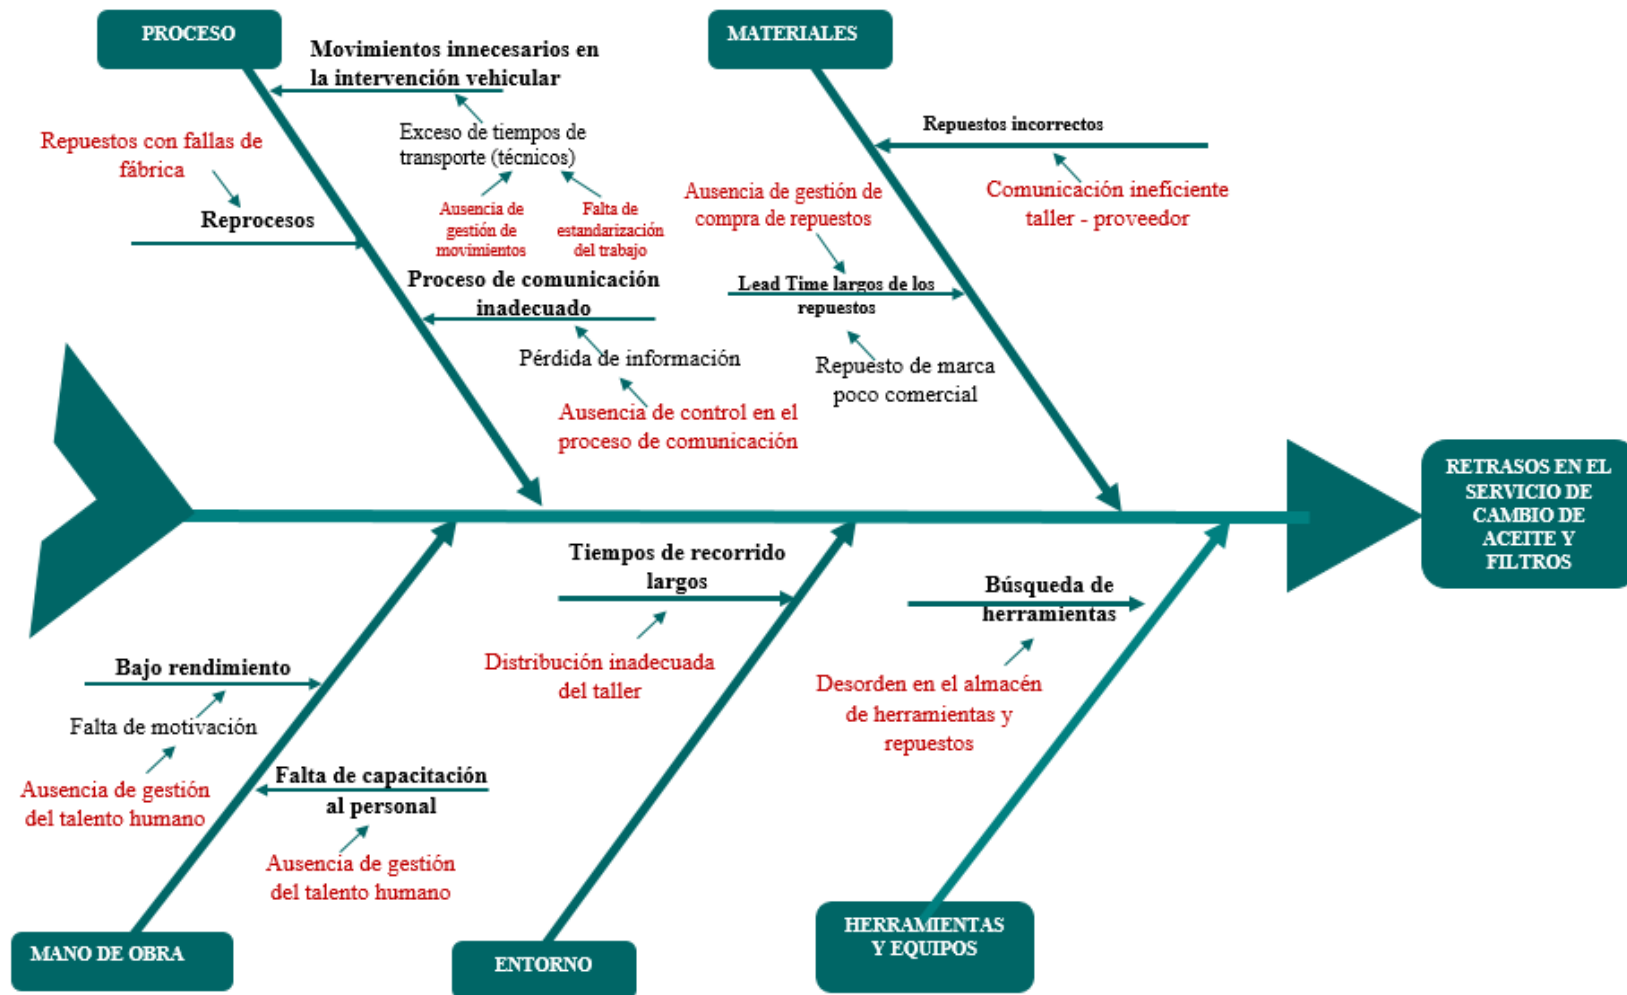 PROCESO
Movimientos innecesarios en
la intervención vehicular
Exceso de tiempos de
transporte (técnicos)
Ausencia de
gestión de
movimientos
Falta de
estandarización
del trabajo
Repuestos con fallas de
fábrica
Reprocesos
Proceso de comunicación
inadecuado
Pérdida de información
Ausencia de control en el
proceso de comunicación
MATERIALES
Repuestos incorrectos
Comunicación ineficiente
taller - proveedor
Ausencia de gestión de
compra de repuestos
Lead Time largos de los
repuestos
Repuesto de marca
poco comercial
RETRASOS EN EL
SERVICIO DE
CAMBIO DE
ACEITE Y
FILTROS
Bajo rendimiento
Falta de motivación
Ausencia de gestión
del talento humano
Falta de capacitación
al personal
Ausencia de gestión
del talento humano
MANO DE OBRA
Tiempos de recorrido
largos
Distribución inadecuada
del taller
ENTORNO
Búsqueda de
herramientas
Desorden en el almacén
de herramientas y
repuestos
HERRAMIENTAS
Y EQUIPOS